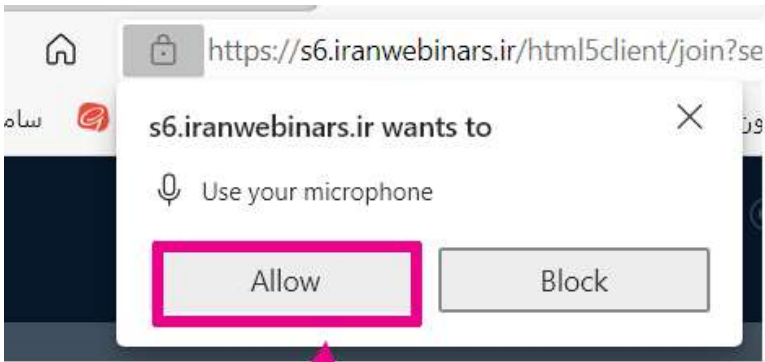 https://s6.iranwebinars.ir/html5client/join?se
s6.iranwebinars.ir wants to
Use your microphone
Allow
Block